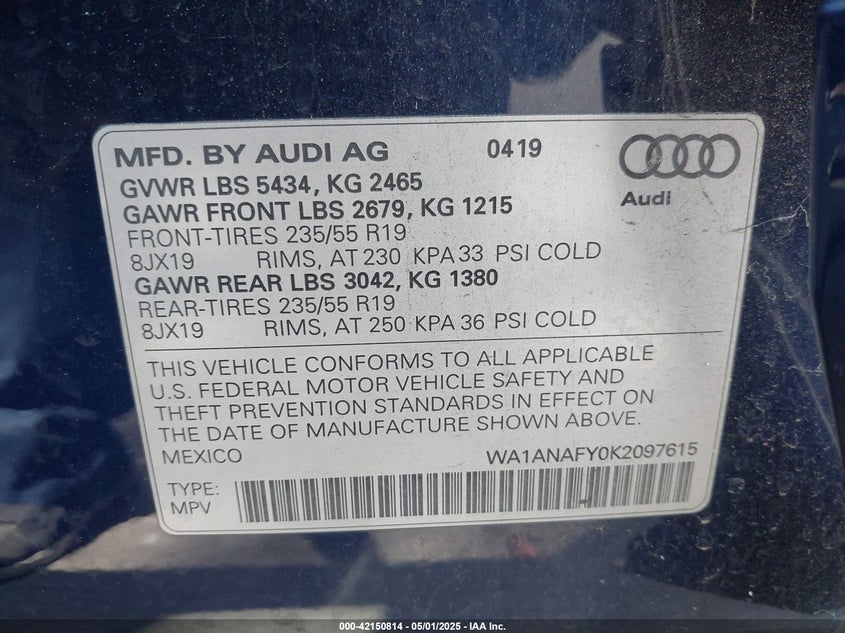 MFD. BY AUDI AG 0419
GVWR LBS 5434, KG 2465
GAWR FRONT LBS 2679, KG 1215
FRONT-TIRES 235/55 R19
8JX19 RIMS, AT 230 KPA 33 PSI COLD
GAWR REAR LBS 3042, KG 1380
REAR-TIRES 235/55 R19
8JX19 RIMS, AT 250 KPA 36 PSI COLD
Audi
THIS VEHICLE CONFORMS TO ALL APPLICABLE
U.S. FEDERAL MOTOR VEHICLE SAFETY AND
THEFT PREVENTION STANDARDS IN EFFECT ON
THE DATE OF MANUFACTURE SHOWN ABOVE.
MEXICO WA1ANAFY0K2097615
TYPE:
MPV
000-42150814 - 05/01/2025 - IAA Inc.